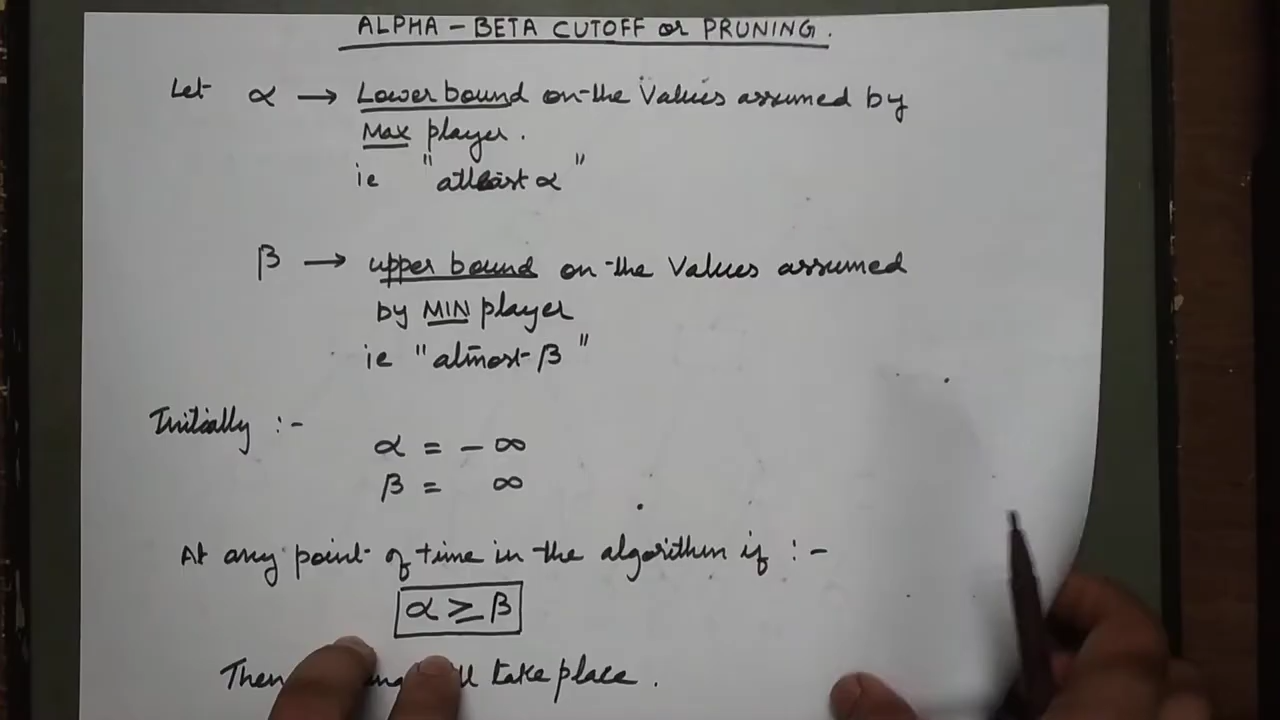 ALPHA - BETA CUTOFF or PRUNING.
Let α → Lower bound on the Values assumed by
Max player.
ie "atleast α"
β → upper bound on the Values assumed
by MIN player
ie "almost β"
Initially :-
α = - ∞
β = ∞
At any point of time in the algorithm if :-
α ≥ β
Then take place.